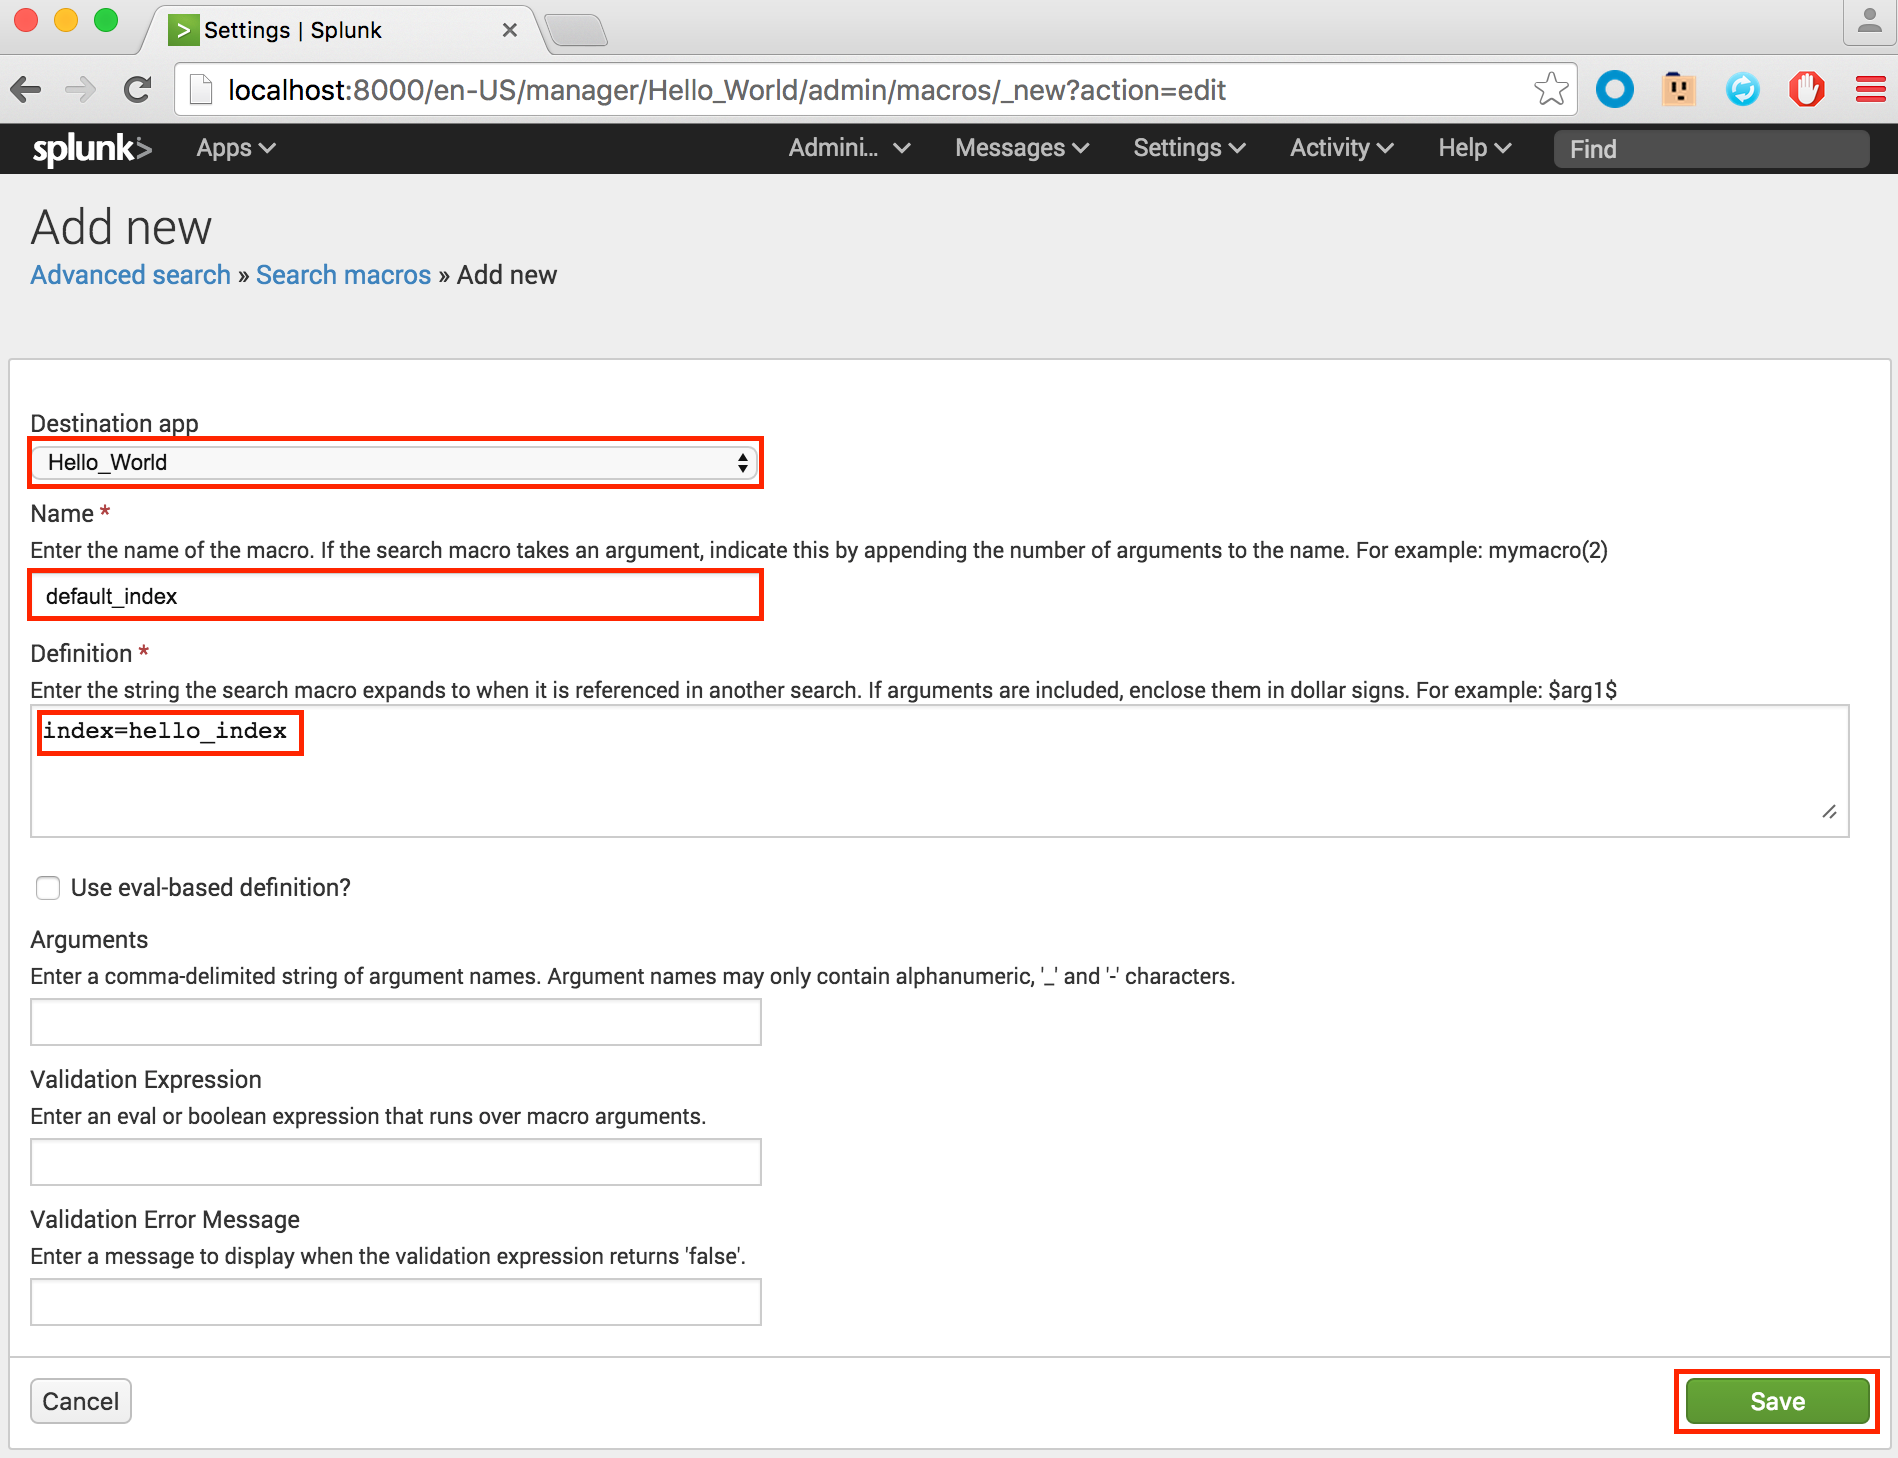 Settings | Splunk
localhost:8000/en-US/manager/Hello_World/admin/macros/_new?action=edit
splunk> Apps Admini... Messages Settings Activity Help Find
Add new
Advanced search » Search macros » Add new
Destination app
Hello_World
Name *
Enter the name of the macro. If the search macro takes an argument, indicate this by appending the number of arguments to the name. For example: mymacro(2)
default_index
Definition *
Enter the string the search macro expands to when it is referenced in another search. If arguments are included, enclose them in dollar signs. For example: $arg1$
index=hello_index
Use eval-based definition?
Arguments
Enter a comma-delimited string of argument names. Argument names may only contain alphanumeric, '_' and '-' characters.
Validation Expression
Enter an eval or boolean expression that runs over macro arguments.
Validation Error Message
Enter a message to display when the validation expression returns 'false'.
Cancel Save